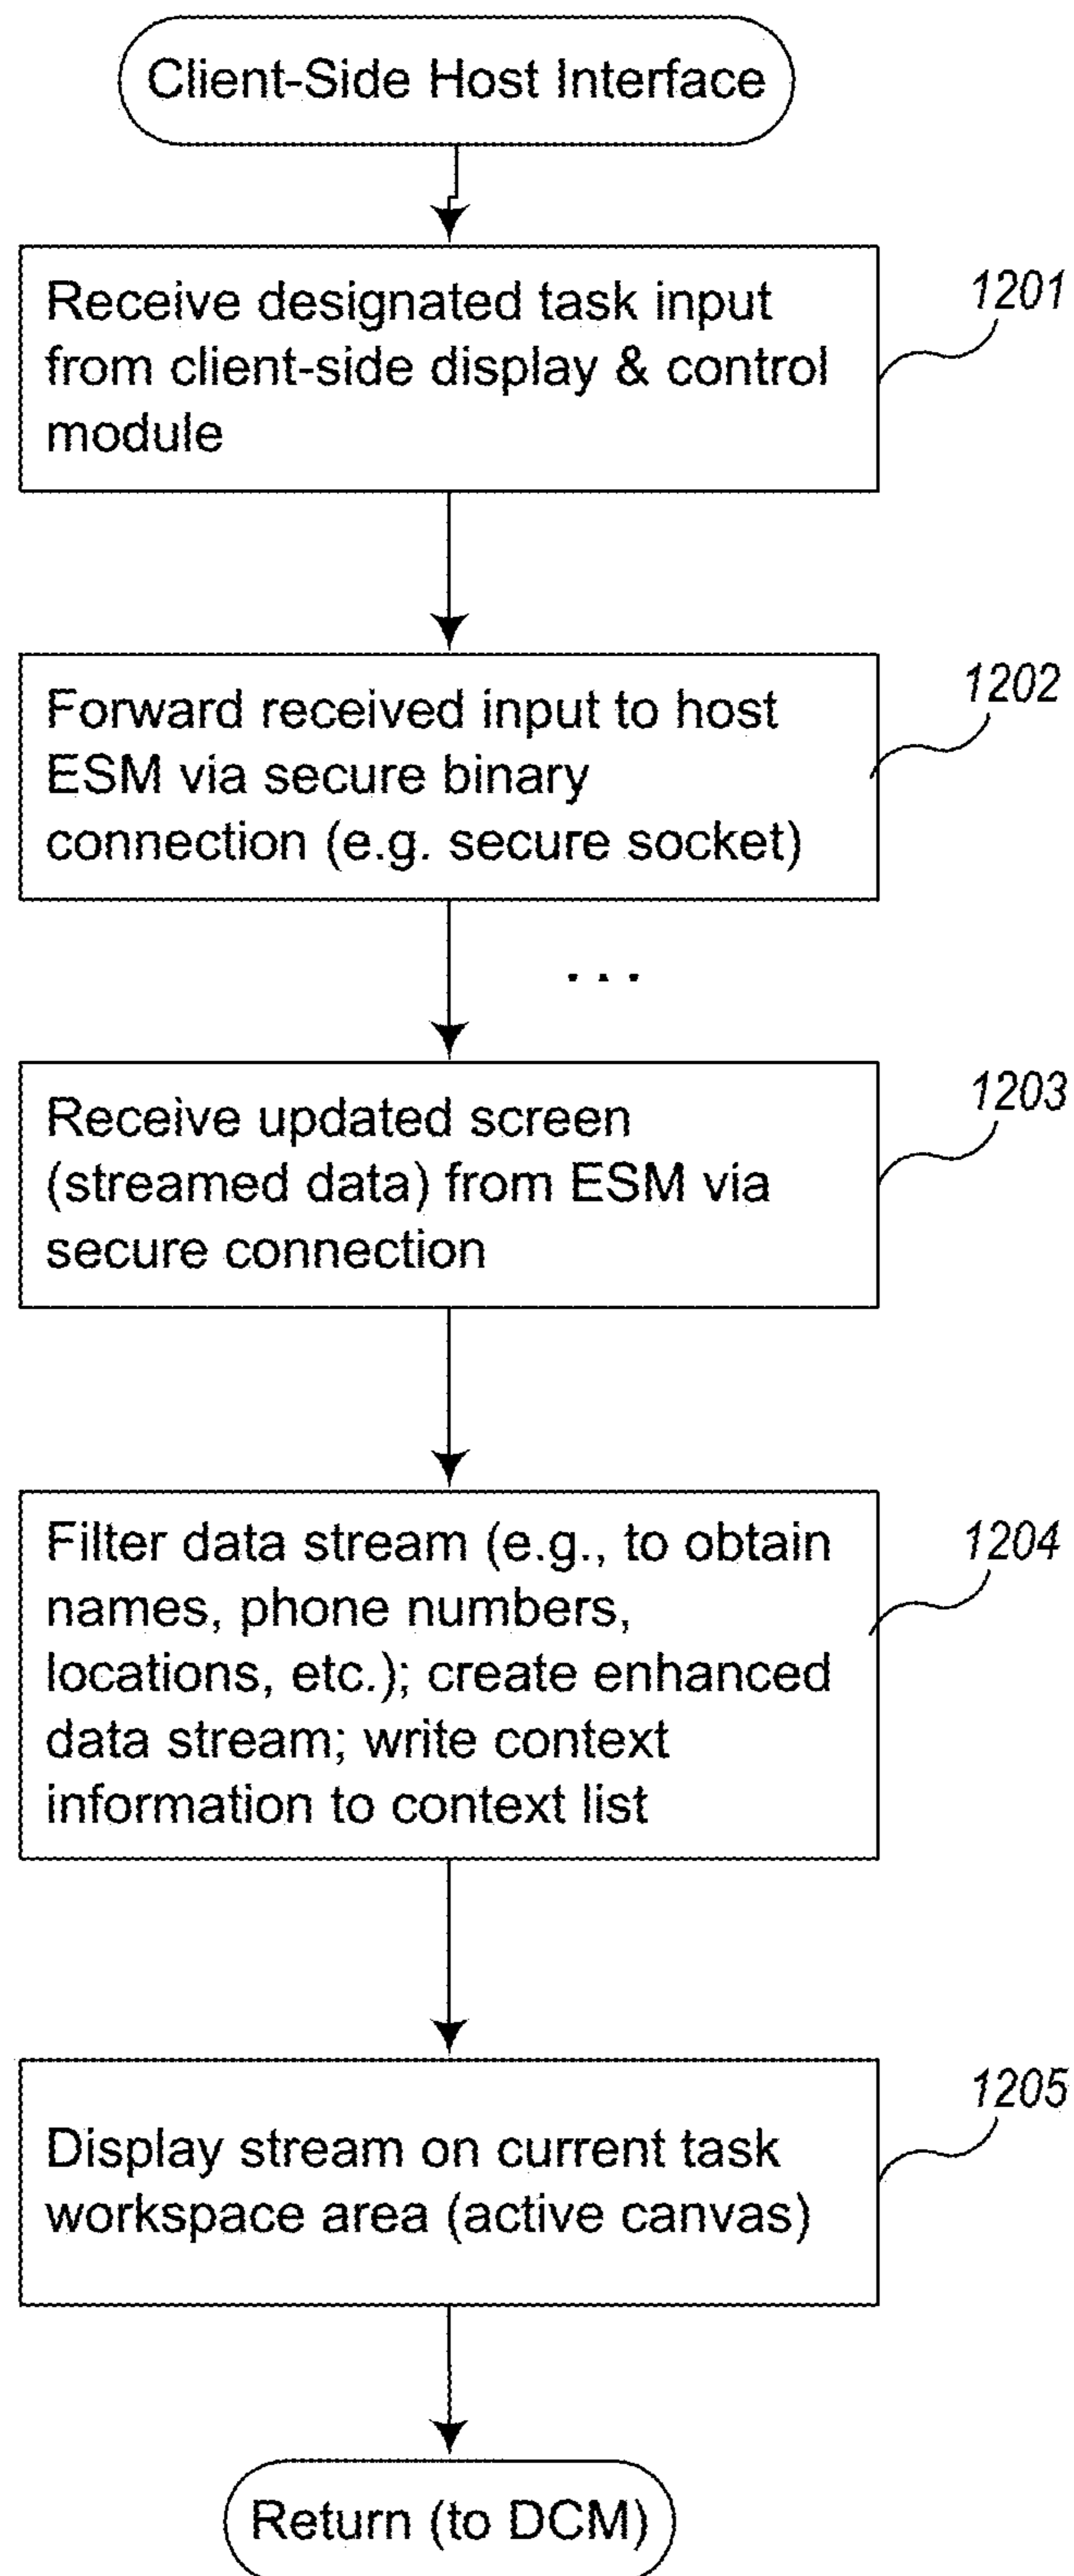 Client-Side Host Interface
Receive designated task input
from client-side display & control
module
1201
Forward received input to host
ESM via secure binary
connection (e.g. secure socket)
1202
. . .
Receive updated screen
(streamed data) from ESM via
secure connection
1203
Filter data stream (e.g., to obtain
names, phone numbers,
locations, etc.); create enhanced
data stream; write context
information to context list
1204
Display stream on current task
workspace area (active canvas)
1205
Return (to DCM)